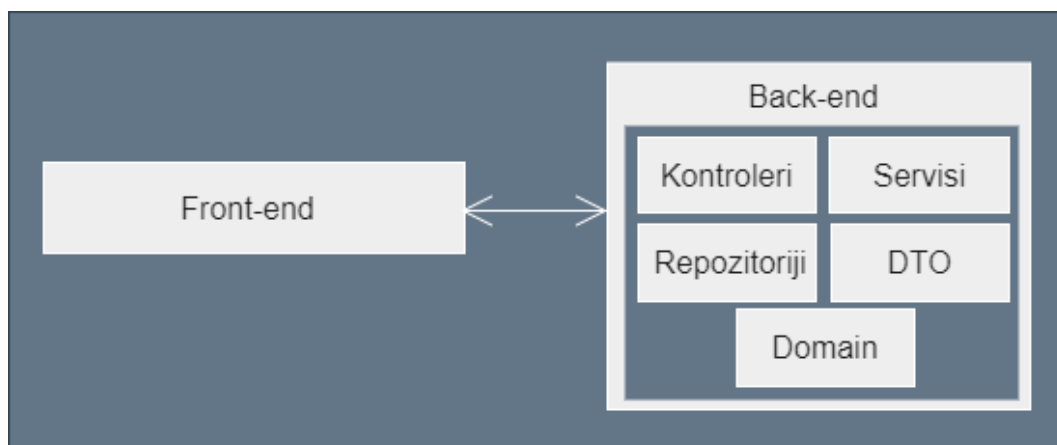 Back-end
Kontroleri
Servisi
Front-end
Repozitoriji
DTO
Domain